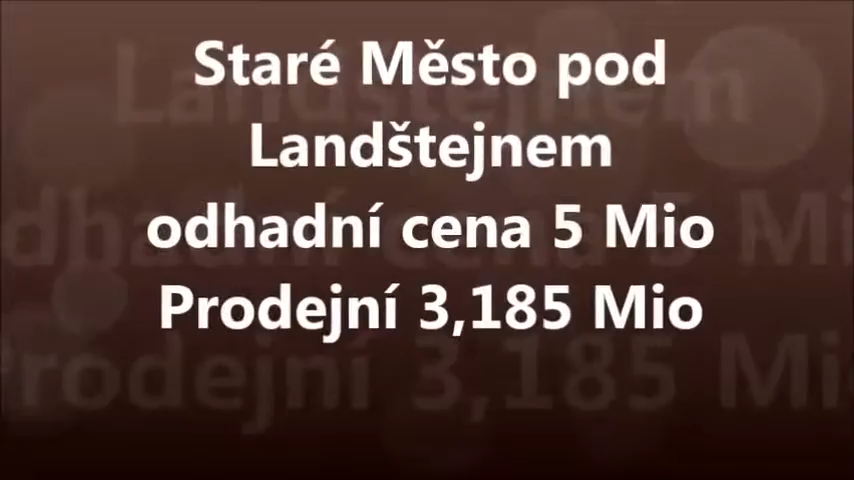 Staré Město pod
Landštejnem
odhadní cena 5 Mio
Prodejní 3,185 Mio